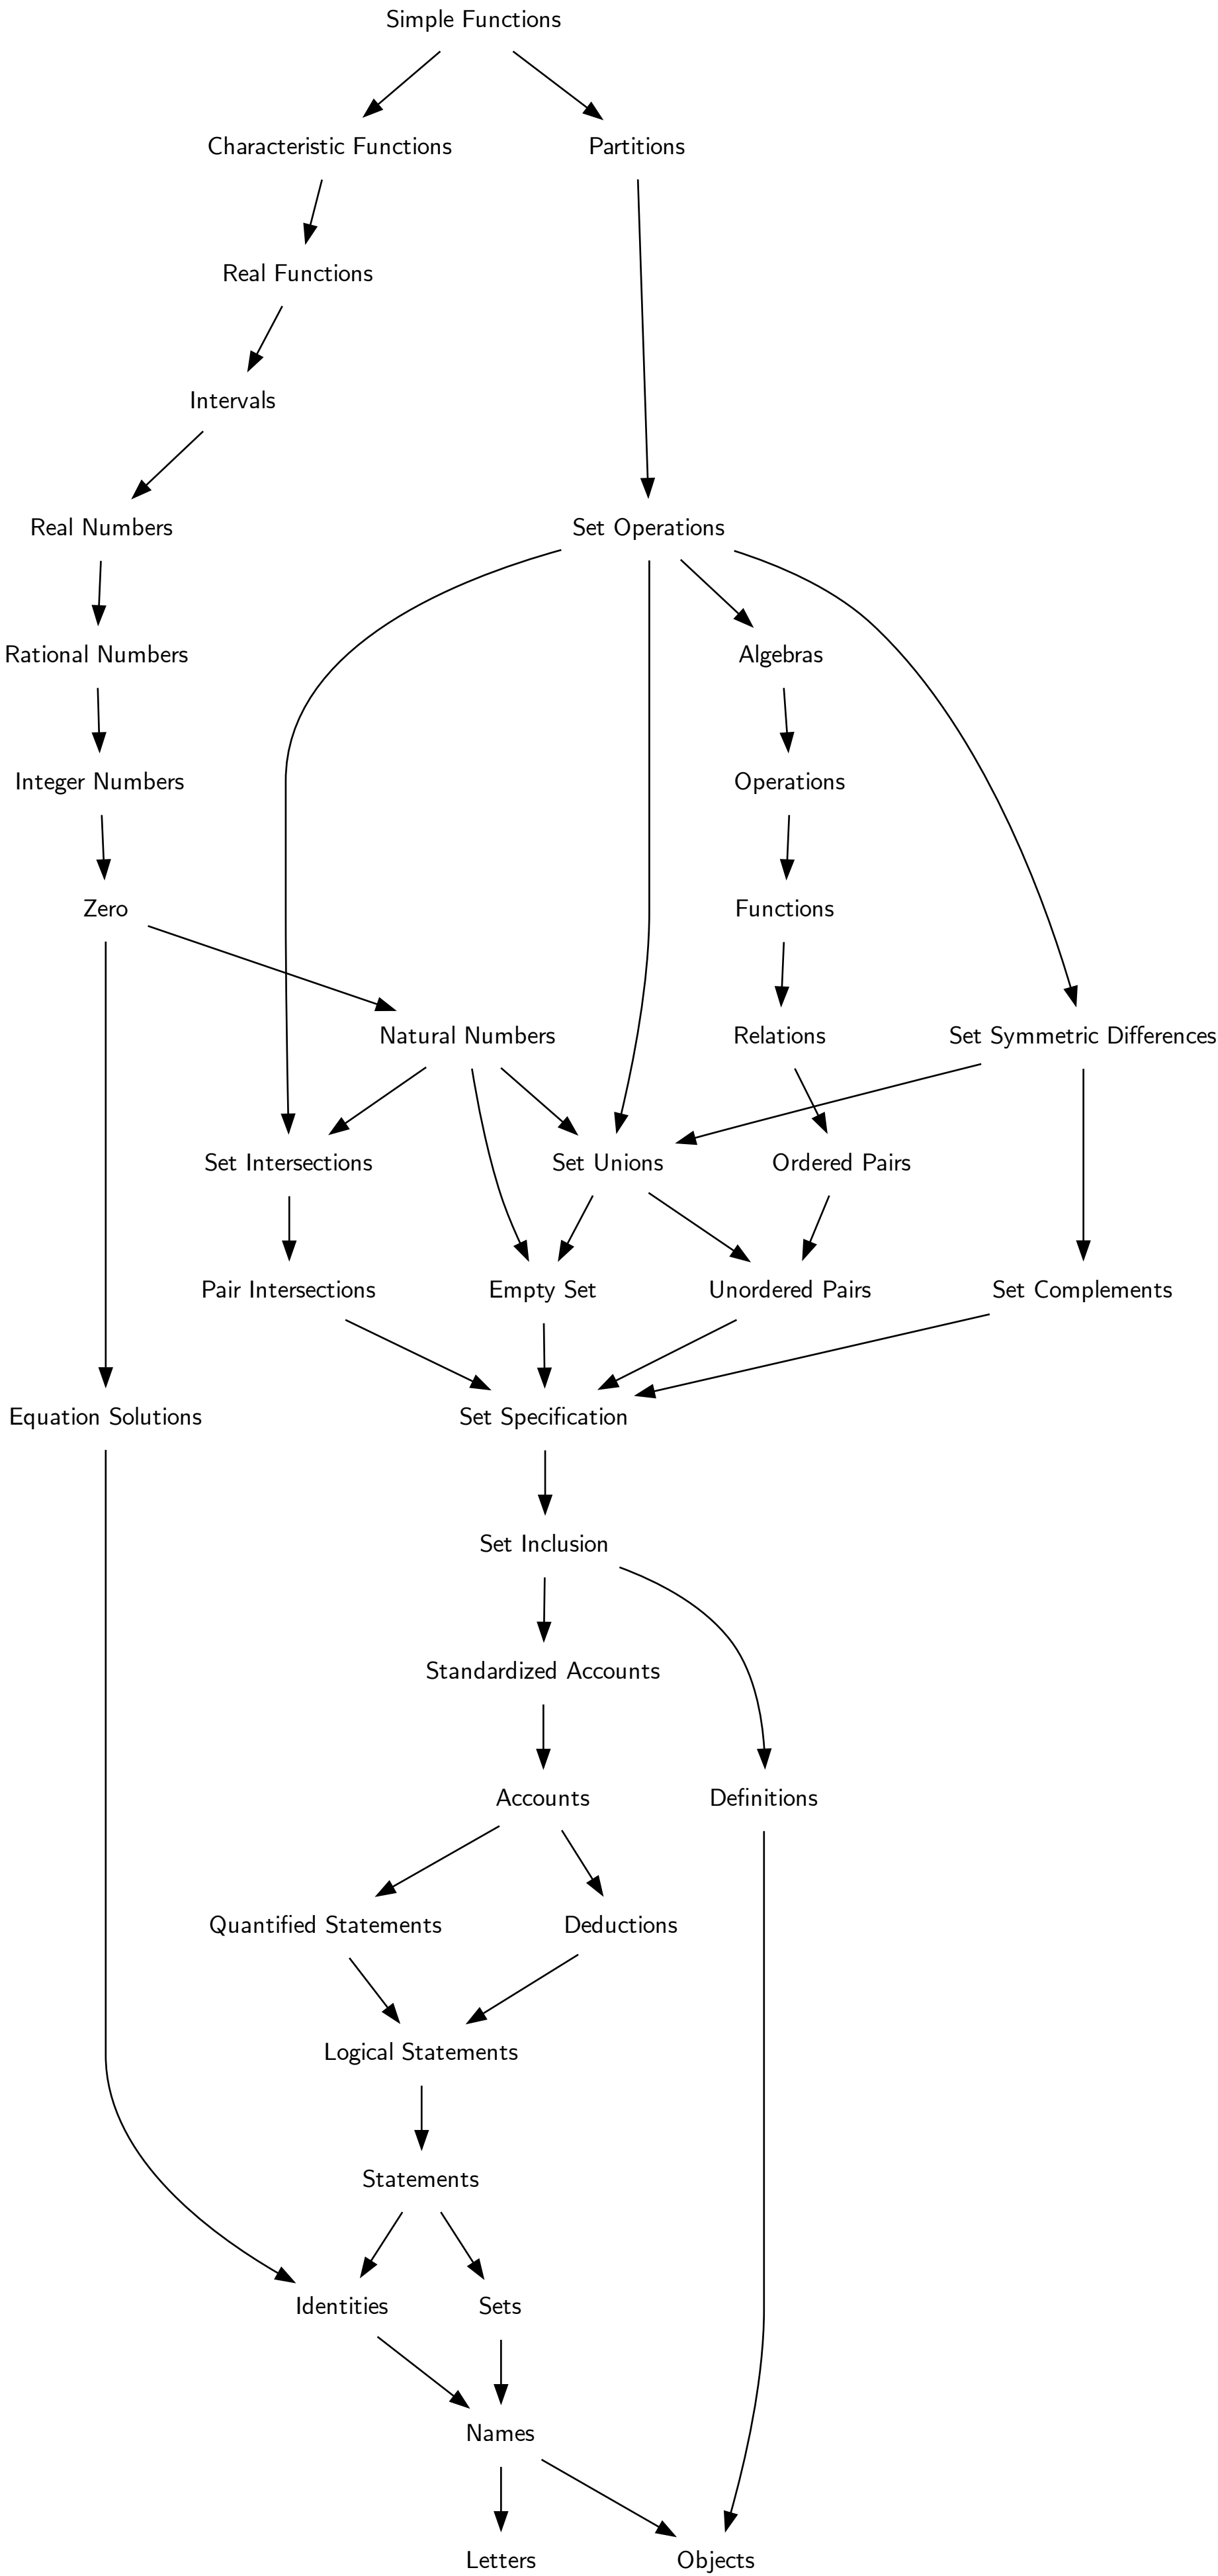 Simple Functions
Characteristic Functions
Partitions
Real Functions
Intervals
Real Numbers
Set Operations
Rational Numbers
Algebras
Integer Numbers
Operations
Zero
Functions
Natural Numbers
Relations
Set Symmetric Differences
Set Intersections
Set Unions
Ordered Pairs
Pair Intersections
Empty Set
Unordered Pairs
Set Complements
Equation Solutions
Set Specification
Set Inclusion
Standardized Accounts
Accounts
Definitions
Quantified Statements
Deductions
Logical Statements
Statements
Identities
Sets
Names
Letters
Objects